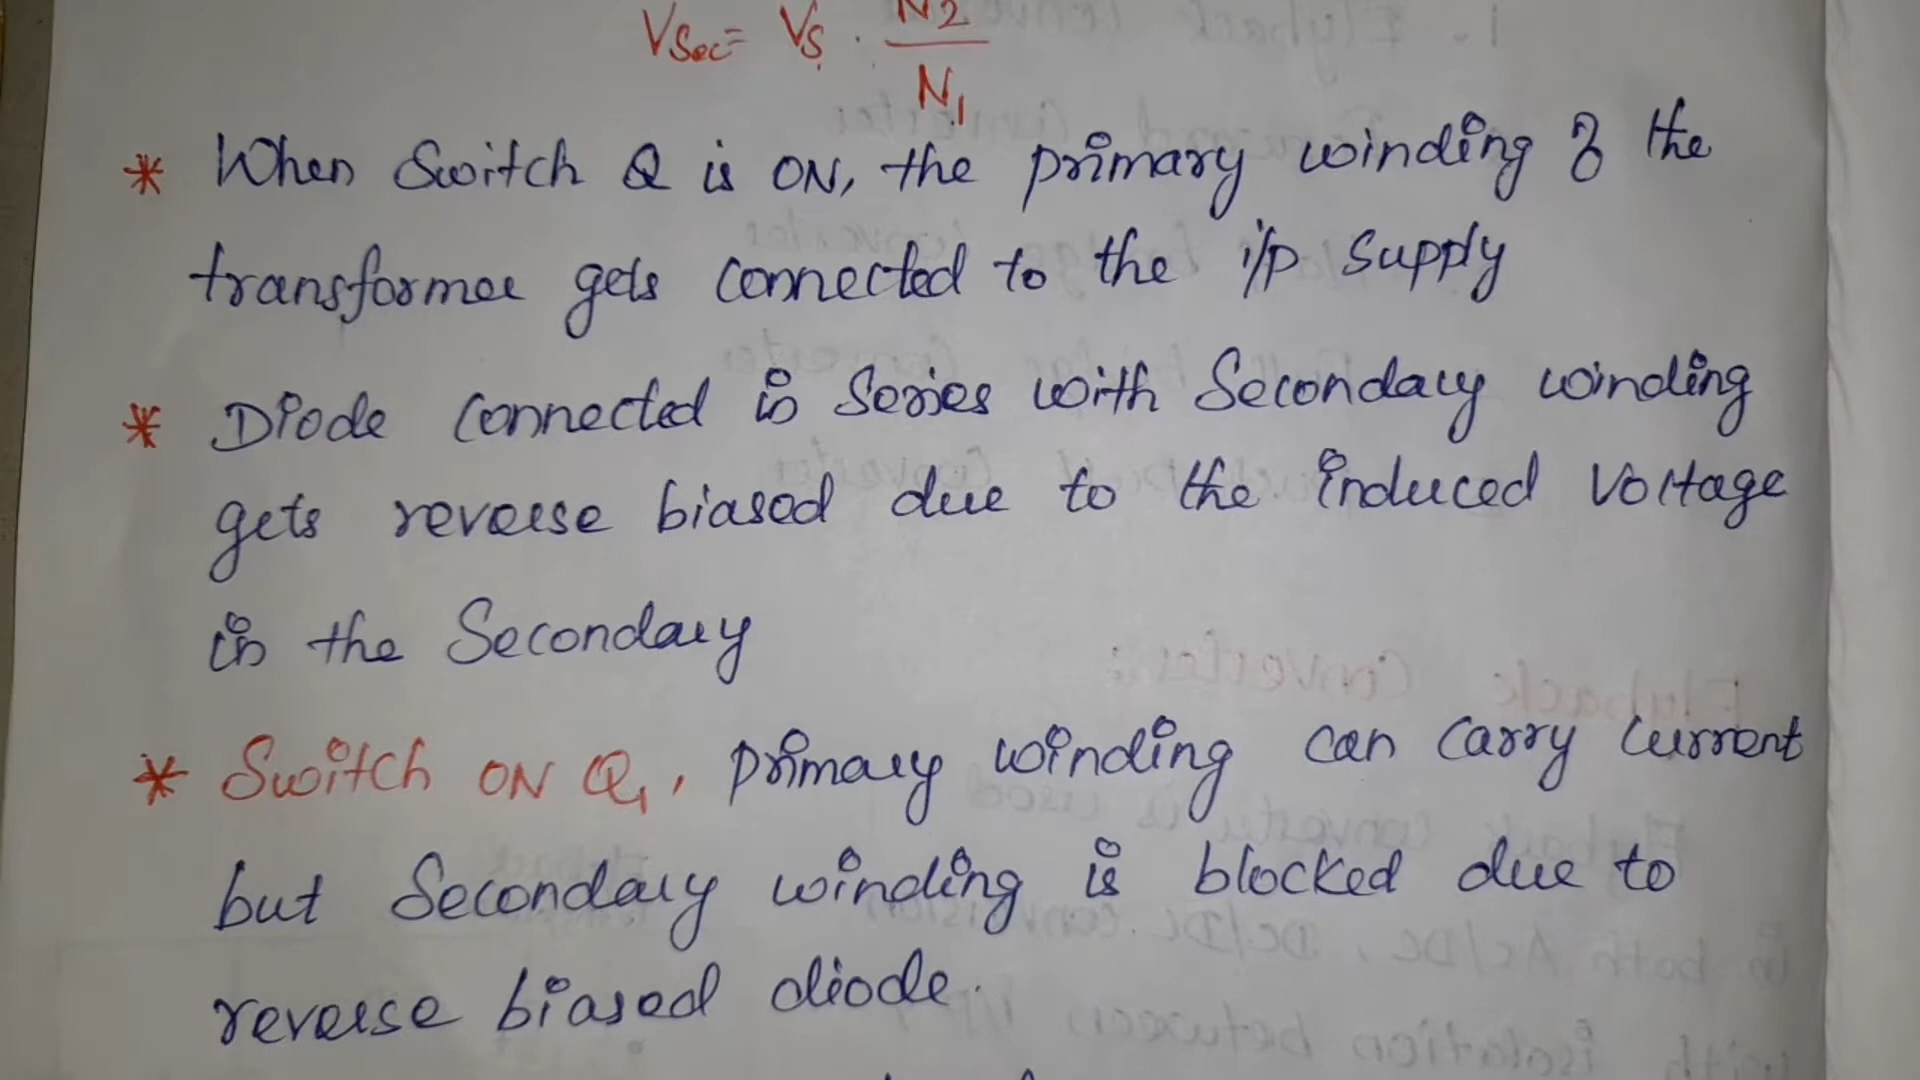 Vsec = Vs . N2/N1
* When Switch Q is ON, the primary winding of the
transformer gets connected to the i/p supply
* Diode connected in Series with Secondary winding
gets reverse biased due to the induced Voltage
in the Secondary
* Switch ON Q1, primary winding can carry current
but Secondary winding is blocked due to
reverse biased diode.